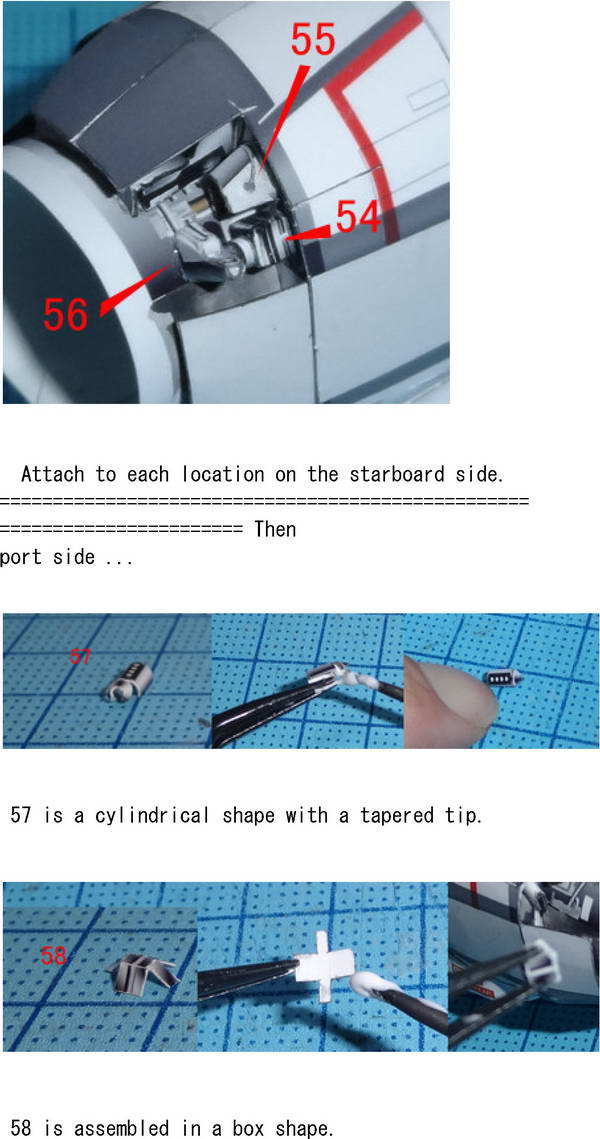 55
54
56
Attach to each location on the starboard side.
==================================================
======================= Then
port side ...
57
57 is a cylindrical shape with a tapered tip.
58
58 is assembled in a box shape.